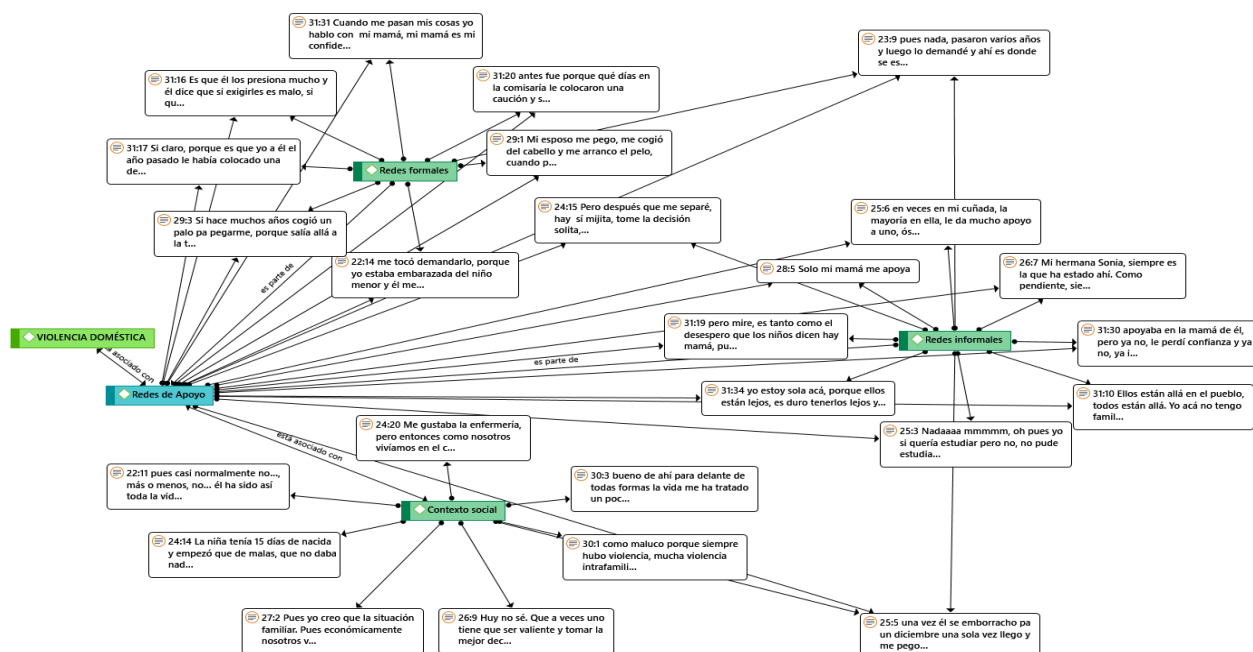 31:31 Cuando me pasan mis cosas yo
hablo con mi mamá, mi mamá es mi
confide...
23:9 pues nada, pasaron varios años
y luego lo demandé y ahí es donde
se es...
31:16 Es que él los presiona mucho y
él dice que si exigirles es malo, si
qu...
31:20 antes fue porque qué días en
la comisaría le colocaron una
caución y s...
31:17 Si claro, porque es que yo a él el
año pasado le había colocado una
de...
Redes formales
29:1 Mi esposo me pego, me cogió
del cabello y me arranco el pelo,
cuando p...
29:3 Si hace muchos años cogió un
palo pa pegarme, porque salía allá a
la t...
24:15 Pero después que me separé,
hay sí mijita, tome la decisión
solita,...
25:6 en veces en mi cuñada, la
mayoría en ella, le da mucho apoyo
a uno, ós...
22:14 me tocó demandarlo, porque
yo estaba embarazada del niño
menor y él me...
28:5 Solo mi mamá me apoya
26:7 Mi hermana Sonia, siempre es
la que ha estado ahí. Como
pendiente, sie...
es parte de
VIOLENCIA DOMÉSTICA
31:19 pero mire, es tanto como el
desespero que los niños dicen hay
mamá, pu...
Redes informales
31:30 apoyaba en la mamá de él,
pero ya no, le perdí confianza y ya
no, ya i...
asociado con
es parte de
Redes de Apoyo
31:34 yo estoy sola acá, porque ellos
están lejos, es duro tenerlos lejos y...
31:10 Ellos están allá en el pueblo,
todos están allá. Yo acá no tengo
famil...
24:20 Me gustaba la enfermería,
pero entonces como nosotros
vivíamos en el c...
está asociado con
25:3 Nadaaaa mmmmm, oh pues yo
si quería estudiar pero no, no pude
estudia...
22:11 pues casi normalmente no...,
más o menos, no... él ha sido así
toda la vid...
30:3 bueno de ahí para delante de
todas formas la vida me ha tratado
un poc...
Contexto social
24:14 La niña tenía 15 días de nacida
y empezó que de malas, que no daba
nad...
30:1 como maluco porque siempre
hubo violencia, mucha violencia
intrafamili...
27:2 Pues yo creo que la situación
familiar. Pues económicamente
nosotros v...
26:9 Huy no sé. Que a veces uno
tiene que ser valiente y tomar la
mejor dec...
25:5 una vez él se emborracho pa
un diciembre una sola vez llego y
me pego...